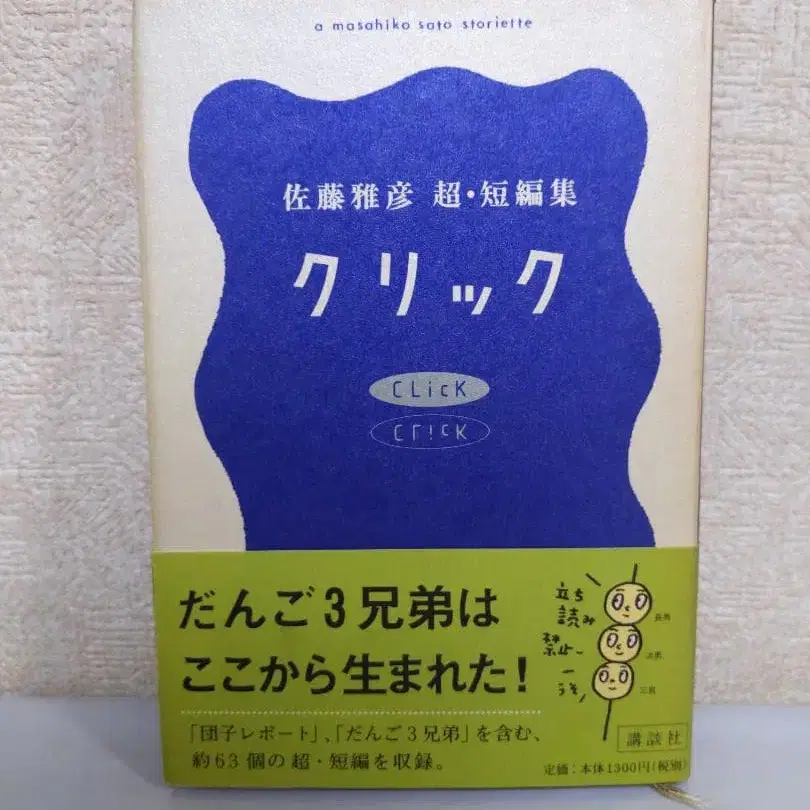 a masahiko sato storiette
佐藤雅彦 超・短編集
クリック
CLicK
CLicK
だんご3兄弟は
ここから生まれた!
立ち
読み
禁止ー
ーうそ
長男
次男
三男
「団子レポート」、「だんご3兄弟」を含む、
約63個の超・短編を収録。
講談社
定価:本体1300円(税別)